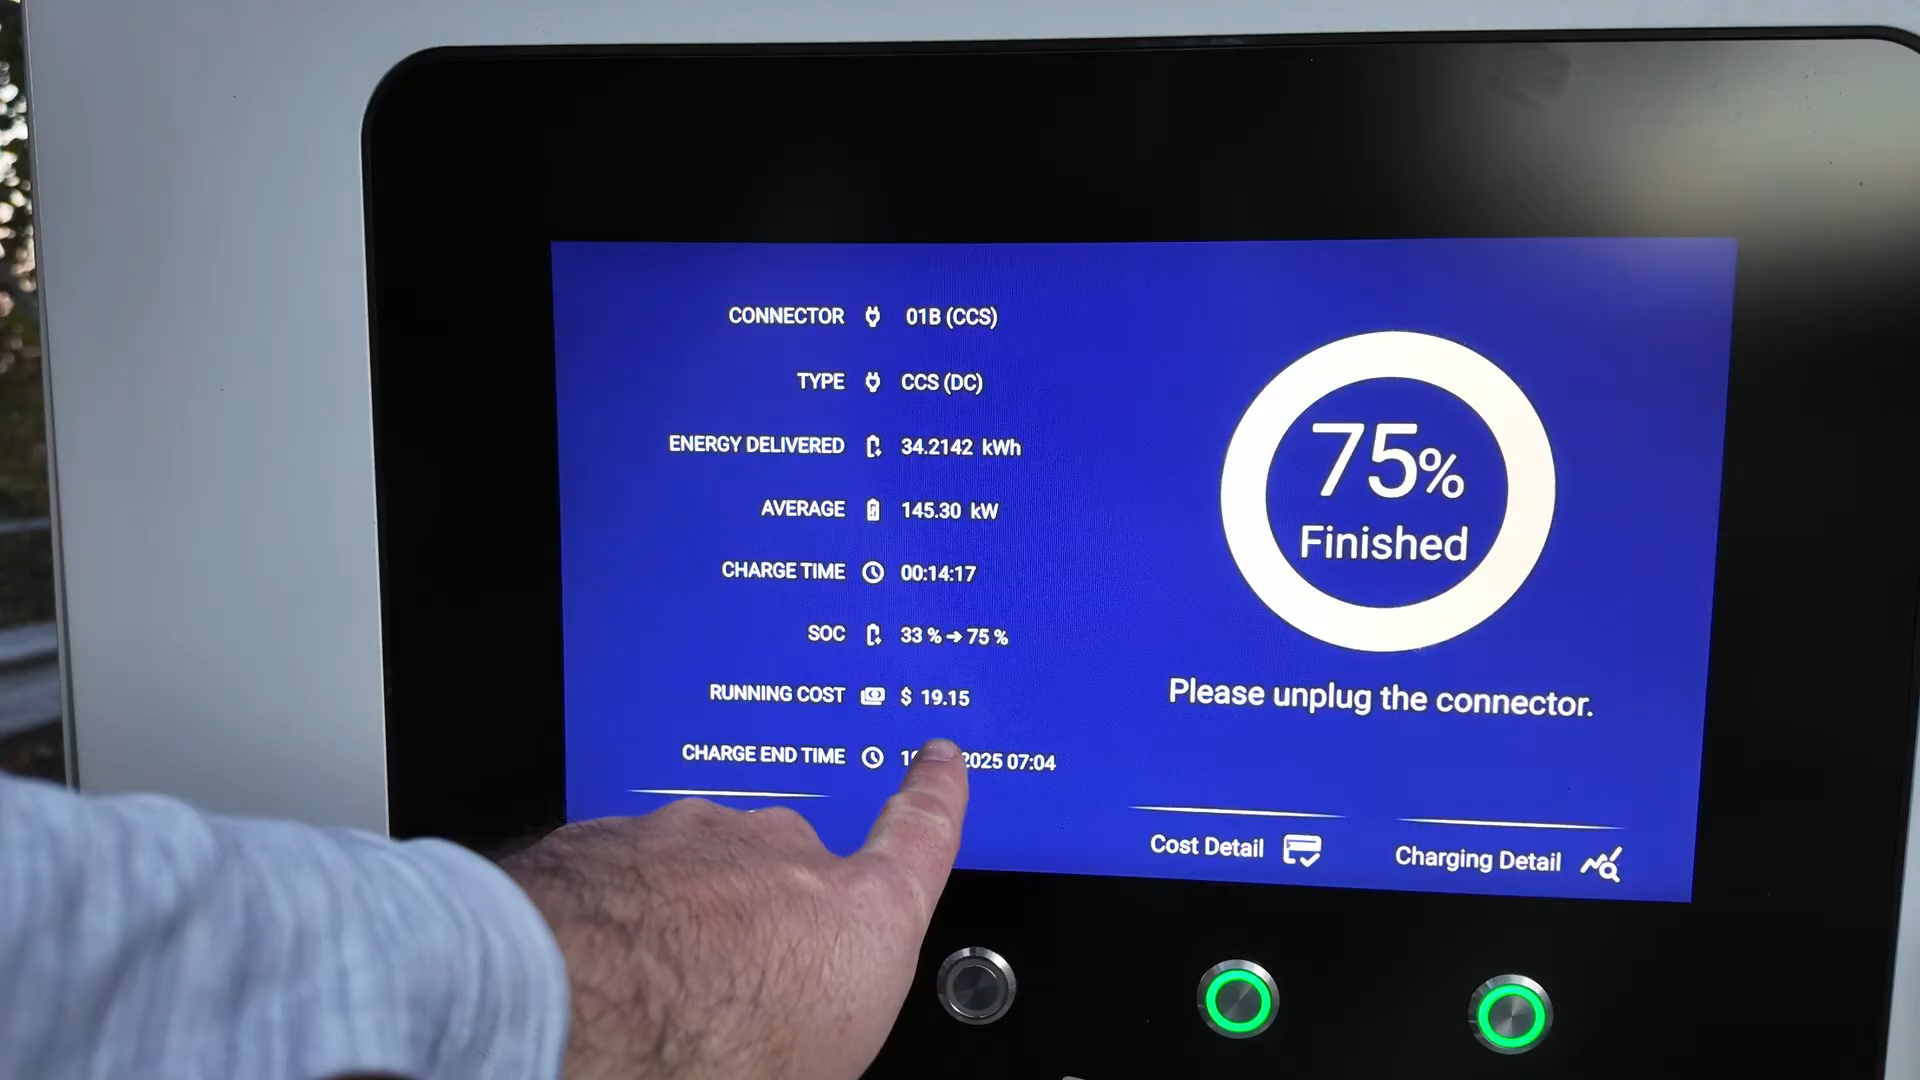 CONNECTOR 01B (CCS)
TYPE CCS (DC)
ENERGY DELIVERED 34.2142 kWh
AVERAGE 145.30 kW
CHARGE TIME 00:14:17
SOC 33 % → 75 %
RUNNING COST $ 19.15
CHARGE END TIME 2025 07:04
75%
Finished
Please unplug the connector.
Cost Detail
Charging Detail